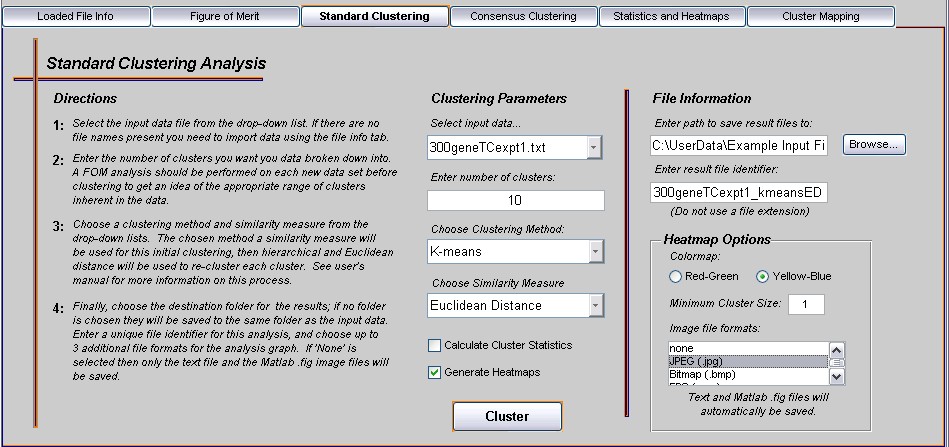 Loaded File Info
Figure of Merit
Standard Clustering
Consensus Clustering
Statistics and Heatmaps
Cluster Mapping
Standard Clustering Analysis
Directions
1: Select the input data file from the drop-down list. If there are
no file names present you need to import data using the file info tab.
2: Enter the number of clusters you want you data broken down into.
A FOM analysis should be performed on each new data set before
clustering to get an idea of the appropriate range of clusters
inherent in the data.
3: Choose a clustering method and similarity measure from the
drop-down lists. The chosen method a similarity measure will
be used for this initial clustering, then hierarchical and Euclidean
distance will be used to re-cluster each cluster. See user's
manual for more information on this process.
4: Finally, choose the destination folder for the results; if no folder
is chosen they will be saved to the same folder as the input data.
Enter a unique file identifier for this analysis, and choose up to
3 additional file formats for the analysis graph. If 'None' is
selected then only the text file and the Matlab .fig image files will
be saved.
Clustering Parameters
Select input data...
300geneTCexpt1.txt
Enter number of clusters:
10
Choose Clustering Method:
K-means
Choose Similarity Measure
Euclidean Distance
Calculate Cluster Statistics
Generate Heatmaps
Cluster
File Information
Enter path to save result files to:
C:\UserData\Example Input Fi
Browse...
Enter result file identifier:
300geneTCexpt1_kmeansED
(Do not use a file extension)
Heatmap Options
Colormap:
Red-Green
Yellow-Blue
Minimum Cluster Size: 1
Image file formats:
none
JPEG (.jpg)
Bitmap (.bmp)
Text and Matlab .fig files will
automatically be saved.